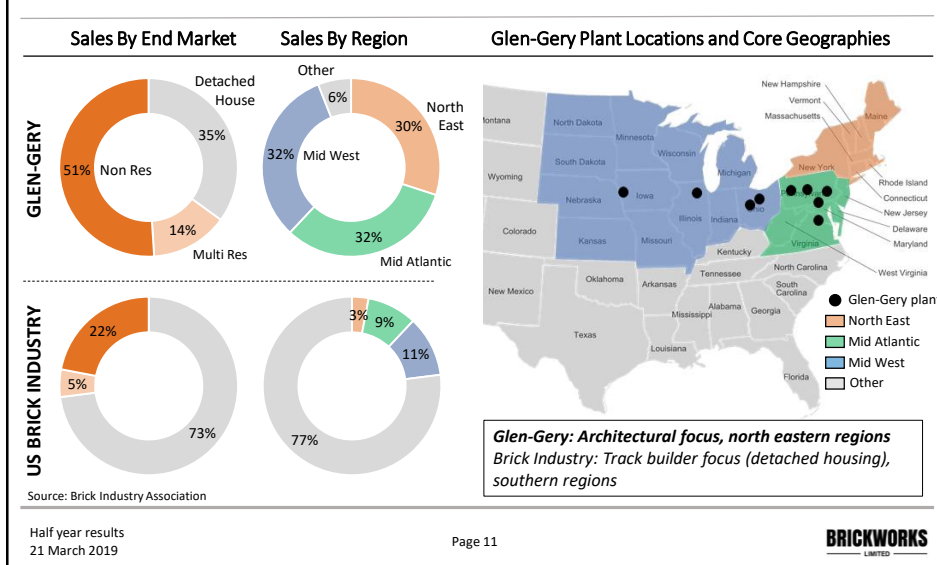 Sales By End Market
Sales By Region
Glen-Gery Plant Locations and Core Geographies
GLEN-GERY
Detached
House
35%
51%
Non Res
14%
Multi Res
Other
6%
North
East
30%
32%
Mid West
32%
Mid Atlantic
US BRICK INDUSTRY
22%
5%
73%
3%
9%
11%
77%
New Hampshire
Vermont
Massachusetts
Maine
ontana
North Dakota
Minnesota
Wisconsin
South Dakota
Michigan
New York
Wyoming
Rhode Island
Connecticut
Nebraska
Iowa
New Jersey
Illinois
Indiana
Delaware
Maryland
Colorado
Kansas
Missouri
Virginia
Kentucky
West Virginia
North Carolina
Tennessee
Oklahoma
Arkansas
South
Carolina
New Mexico
Mississippi
Alabama
Georgia
Texas
Louisiana
Florida
Glen-Gery plant
North East
Mid Atlantic
Mid West
Other
Glen-Gery: Architectural focus, north eastern regions
Brick Industry: Track builder focus (detached housing),
southern regions
Source: Brick Industry Association
Half year results
21 March 2019
Page 11
BRICKWORKS
LIMITED